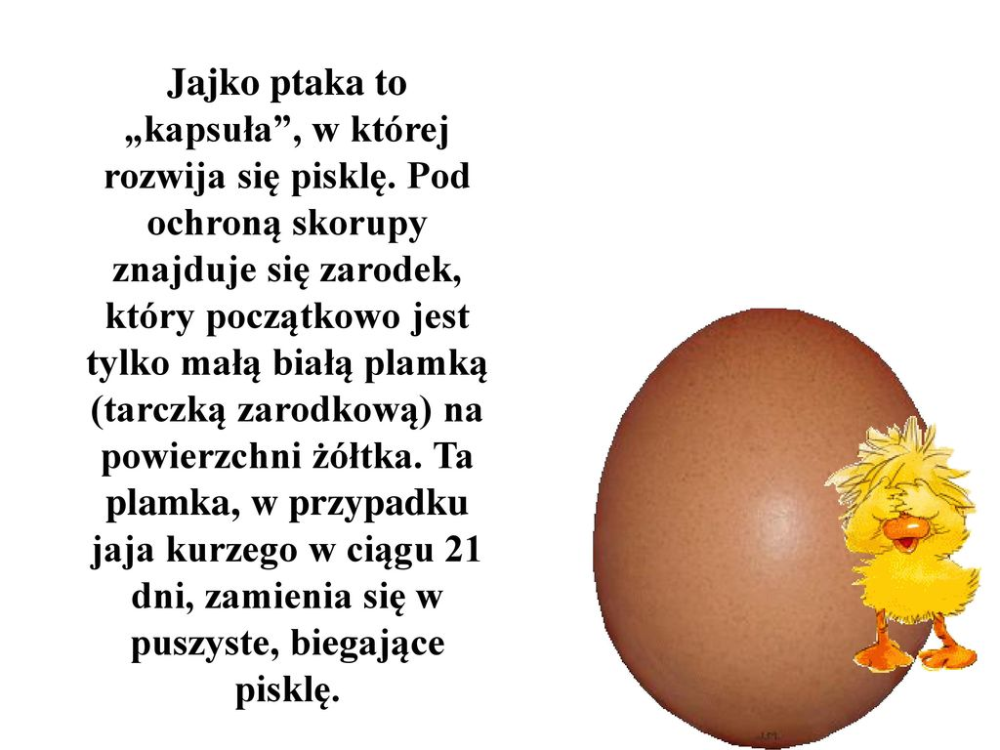 Jajko ptaka to
„kapsuła”, w której
rozwija się pisklę. Pod
ochroną skorupy
znajduje się zarodek,
który początkowo jest
tylko małą białą plamką
(tarczką zarodkową) na
powierzchni żółtka. Ta
plamka, w przypadku
jaja kurzego w ciągu 21
dni, zamienia się w
puszyste, biegające
pisklę.